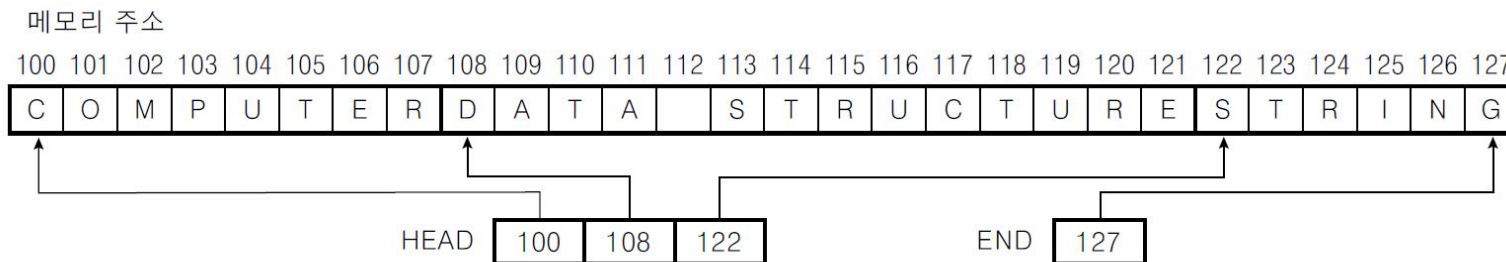 메모리 주소
100 101 102 103 104 105 106 107 108 109 110 111 112 113 114 115 116 117 118 119 120 121 122 123 124 125 126 127
C O M P U T E R D A T A S T R U C T U R E S T R I N G
HEAD 100 108 122 END 127